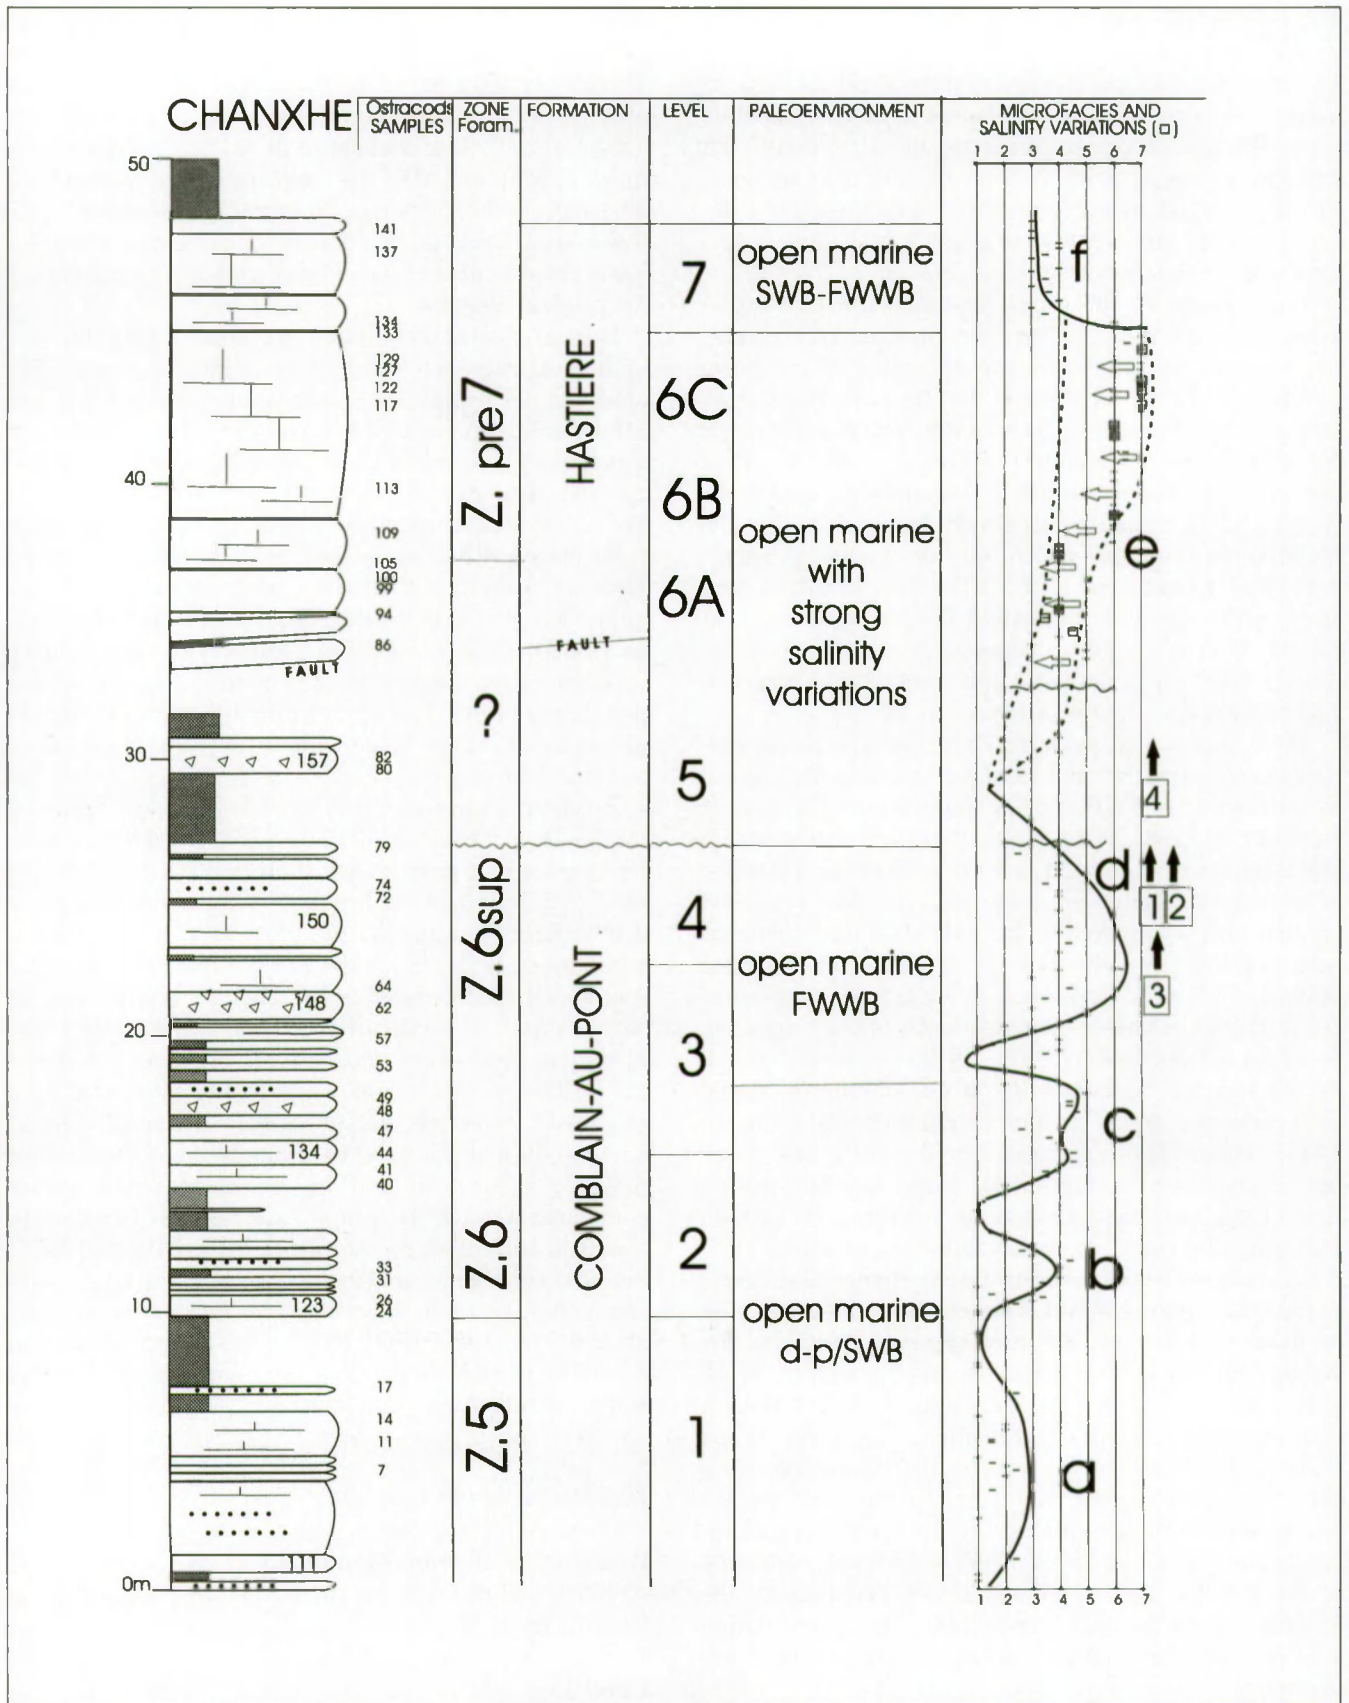 CHANXHE
Ostracods
SAMPLES
ZONE
Foram.
FORMATION
LEVEL
PALEOENVIRONMENT
MICROFACIES AND
SALINITY VARIATIONS (□)
1 2 3 4 5 6 7
50
40
30
20
10
0m
141
137
134
133
129
127
122
117
113
109
105
100
99
94
86
FAULT
157
82
80
79
74
72
150
64
148
62
57
53
49
48
47
134
44
41
40
33
31
26
123
24
17
14
11
7
111
Z. pre7
?
Z.6sup
Z.6
Z.5
HASTIERE
FAULT
COMBLAIN-AU-PONT
7
6C
6B
6A
5
4
3
2
1
open marine
SWB-FWWB
open marine
with
strong
salinity
variations
open marine
FWWB
open marine
d-p/SWB
f
e
4
d
1 2
3
c
b
a
1 2 3 4 5 6 7